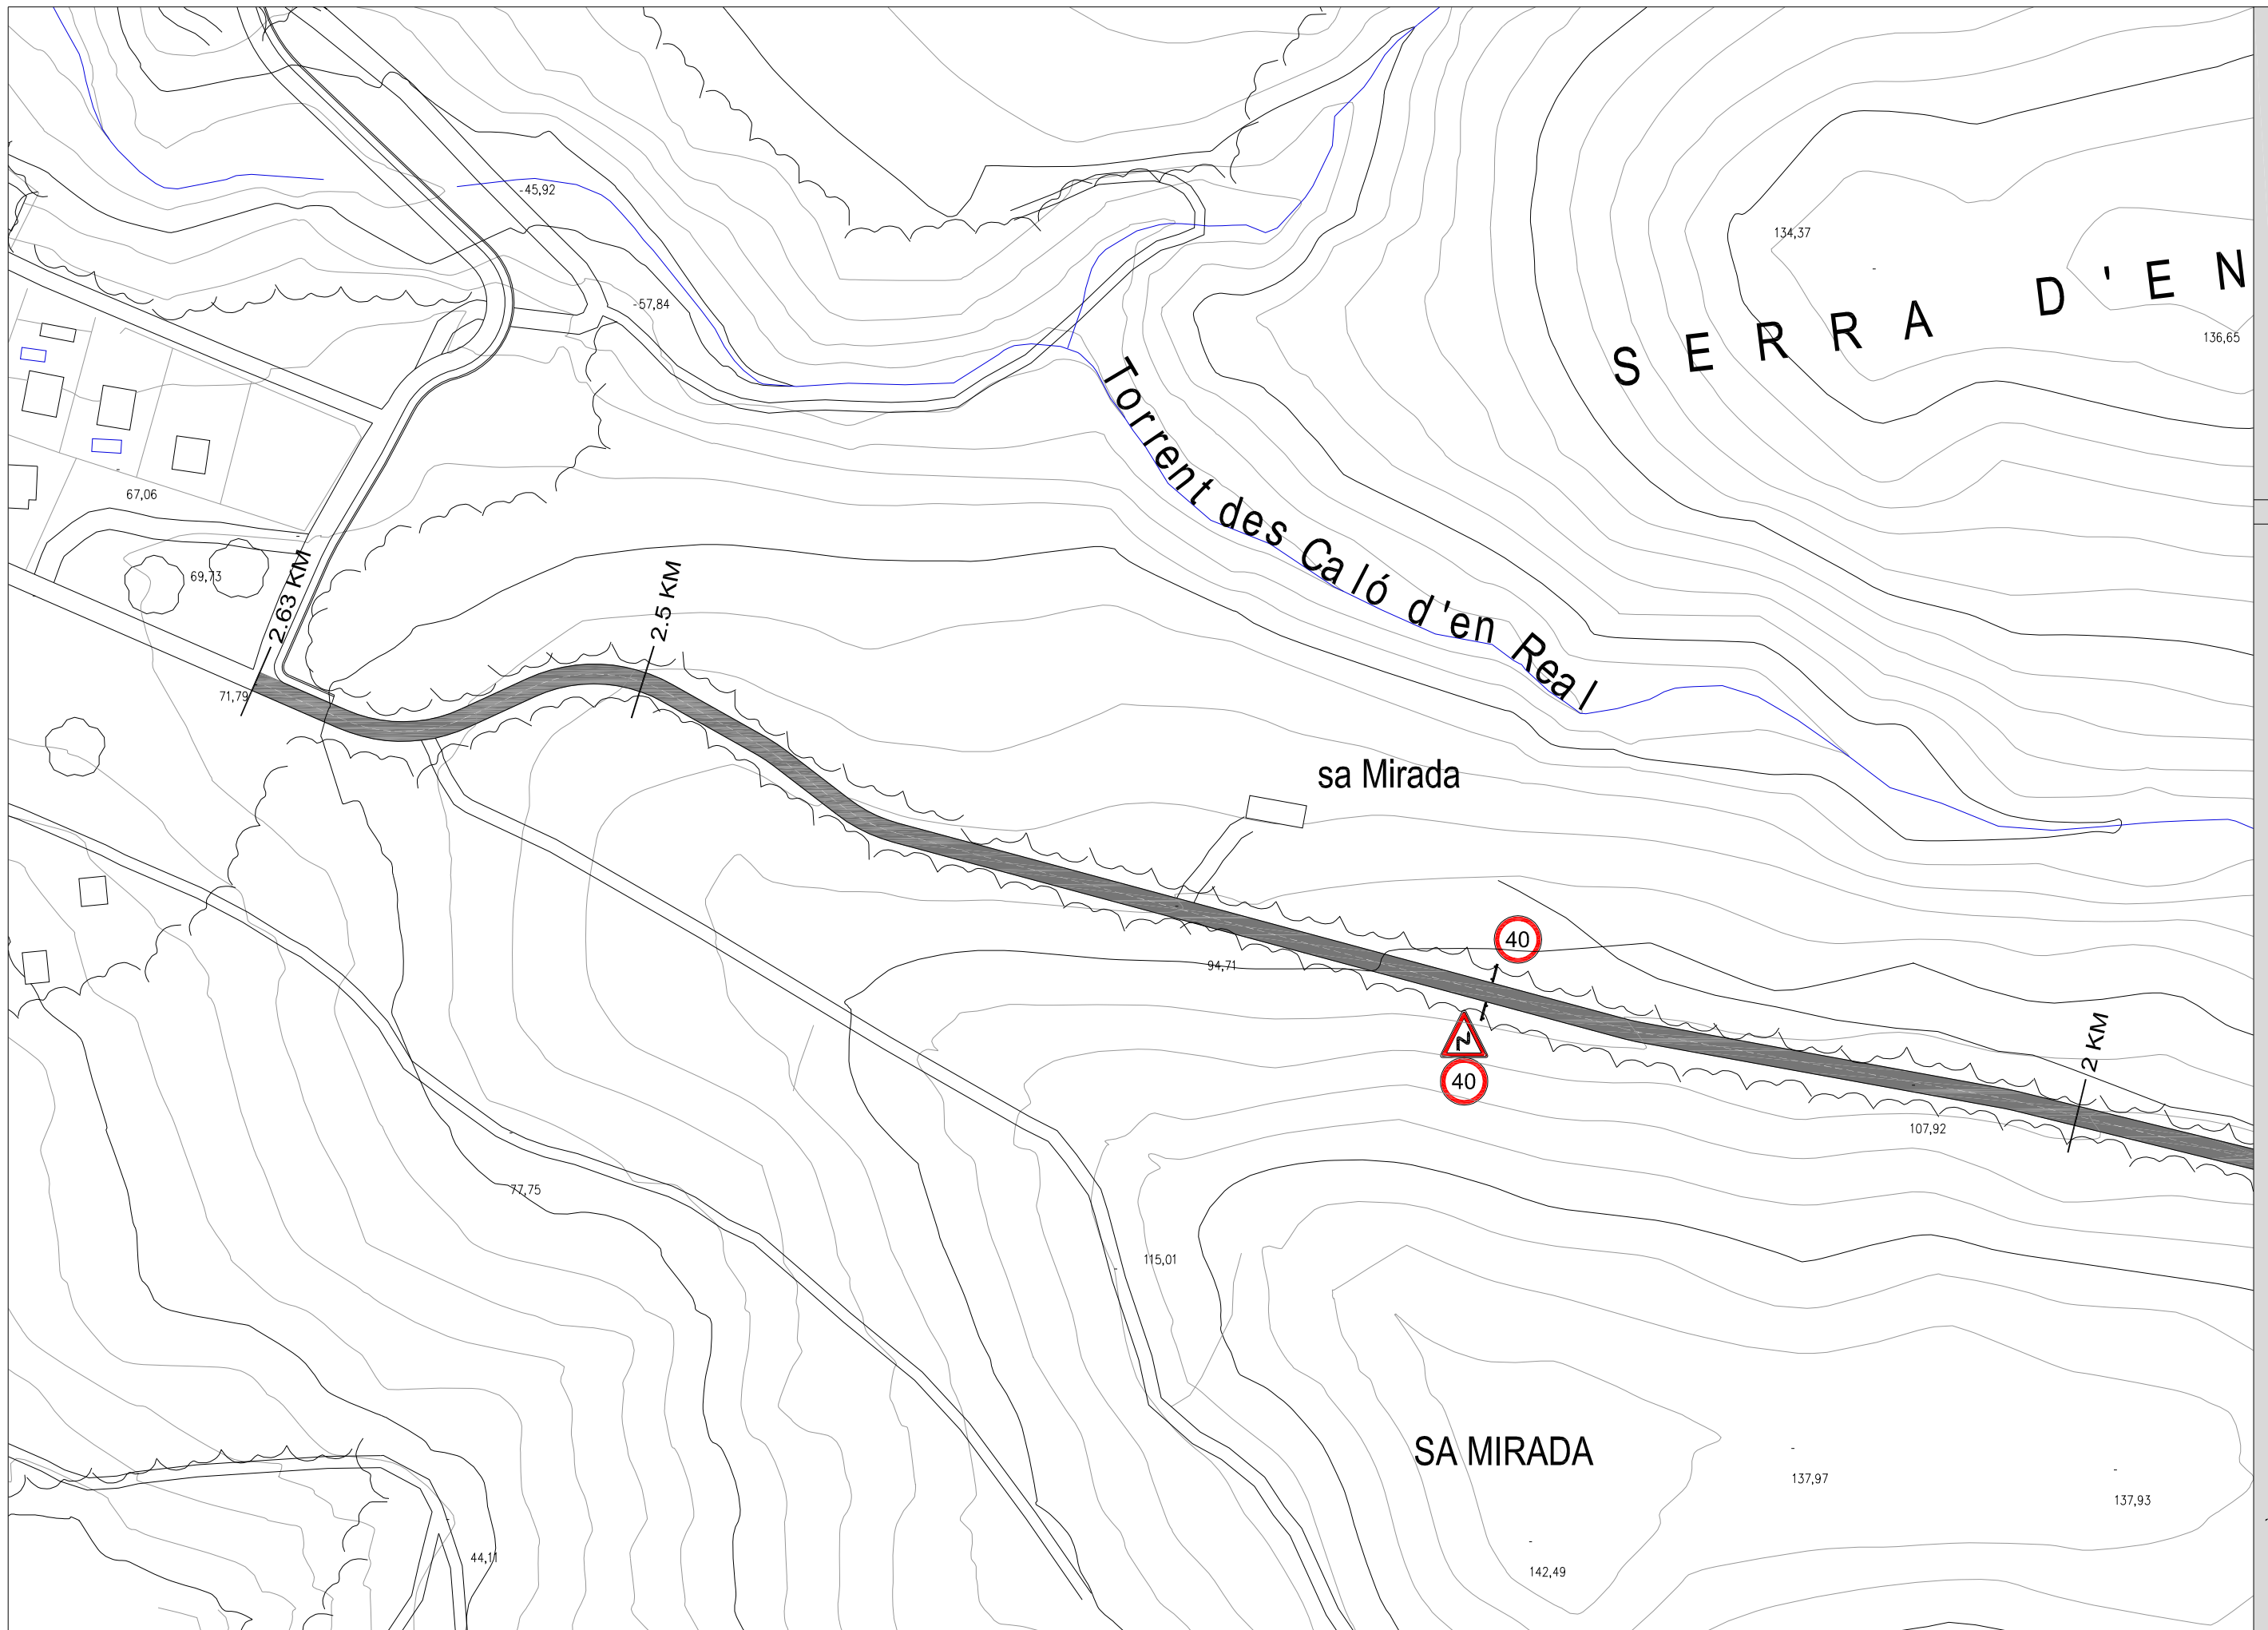 45,92
134,37
SERRA D'EN
57,84
136,65
Torrent des Caló d'en Real
67,06
69,73
2.63 KM
2.5 KM
71,79
sa Mirada
40
94,71
40
2 KM
107,92
77,75
115,01
SA MIRADA
137,97
137,93
44,11
142,49